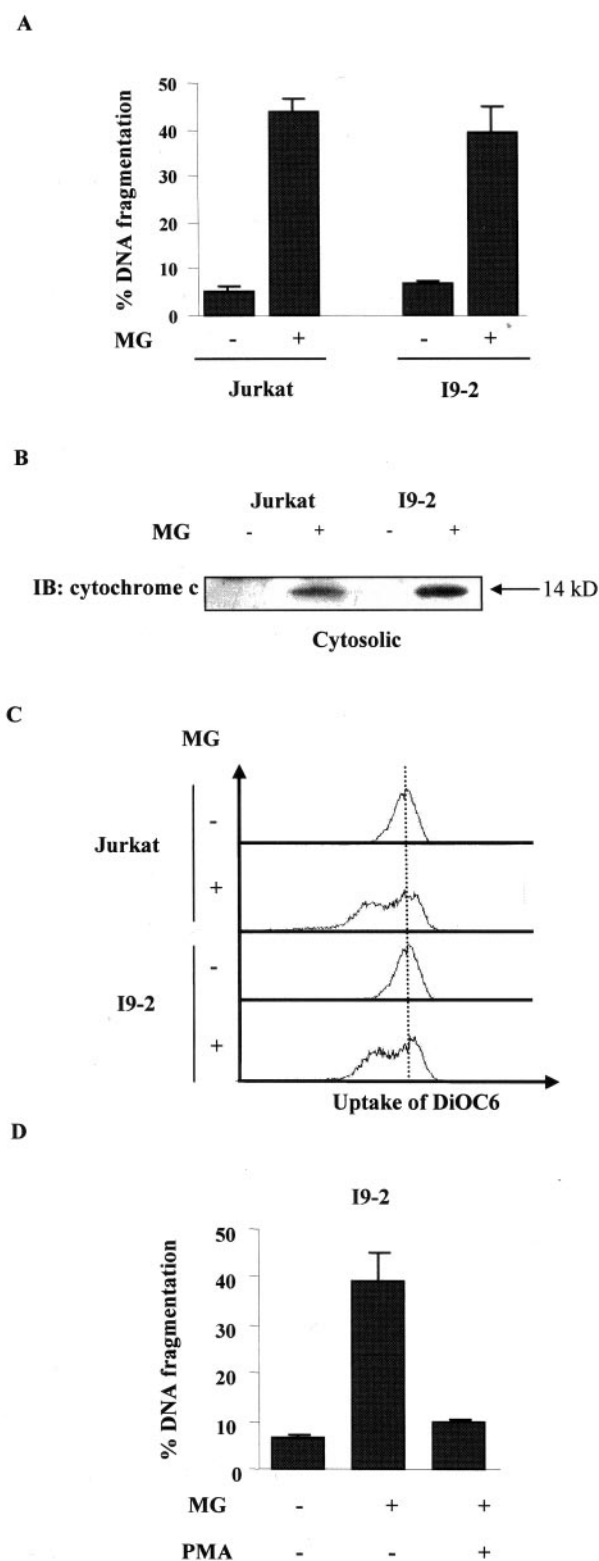 A
% DNA fragmentation
50
40
30
20
10
0
MG - + - +
Jurkat I9-2
B
Jurkat I9-2
MG - + - +
IB: cytochrome c 14 kD
Cytosolic
C
MG
Jurkat
-
+
I9-2
-
+
Uptake of DiOC6
D
I9-2
% DNA fragmentation
50
40
30
20
10
0
MG - + +
PMA - - +